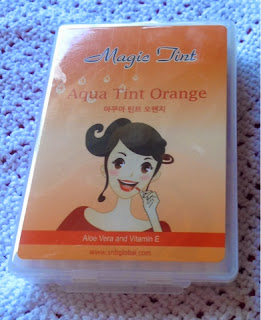 Magic Tint
Aqua Tint Orange
아쿠아 틴트 오렌지
Aloe Vera and Vitamin E
www.snbglobal.com